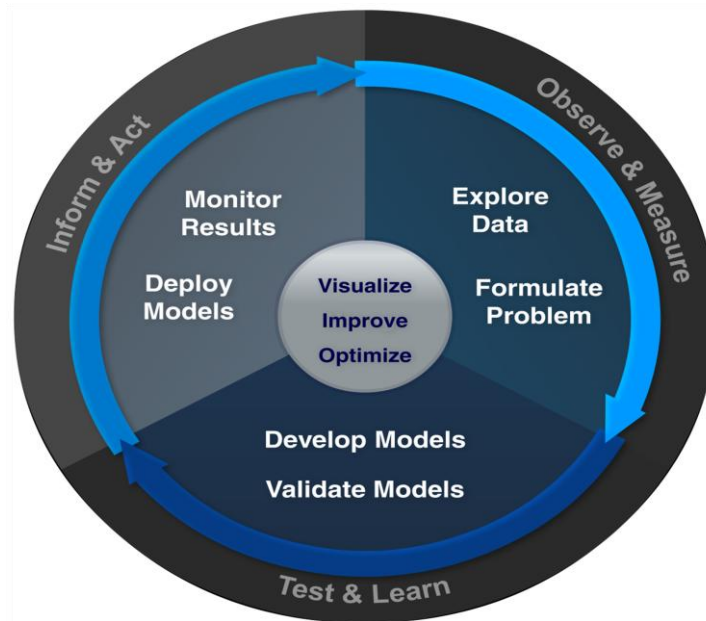 Observe & Measure
Explore
Data
Formulate
Problem
Test & Learn
Develop Models
Validate Models
Inform & Act
Monitor
Results
Deploy
Models
Visualize
Improve
Optimize